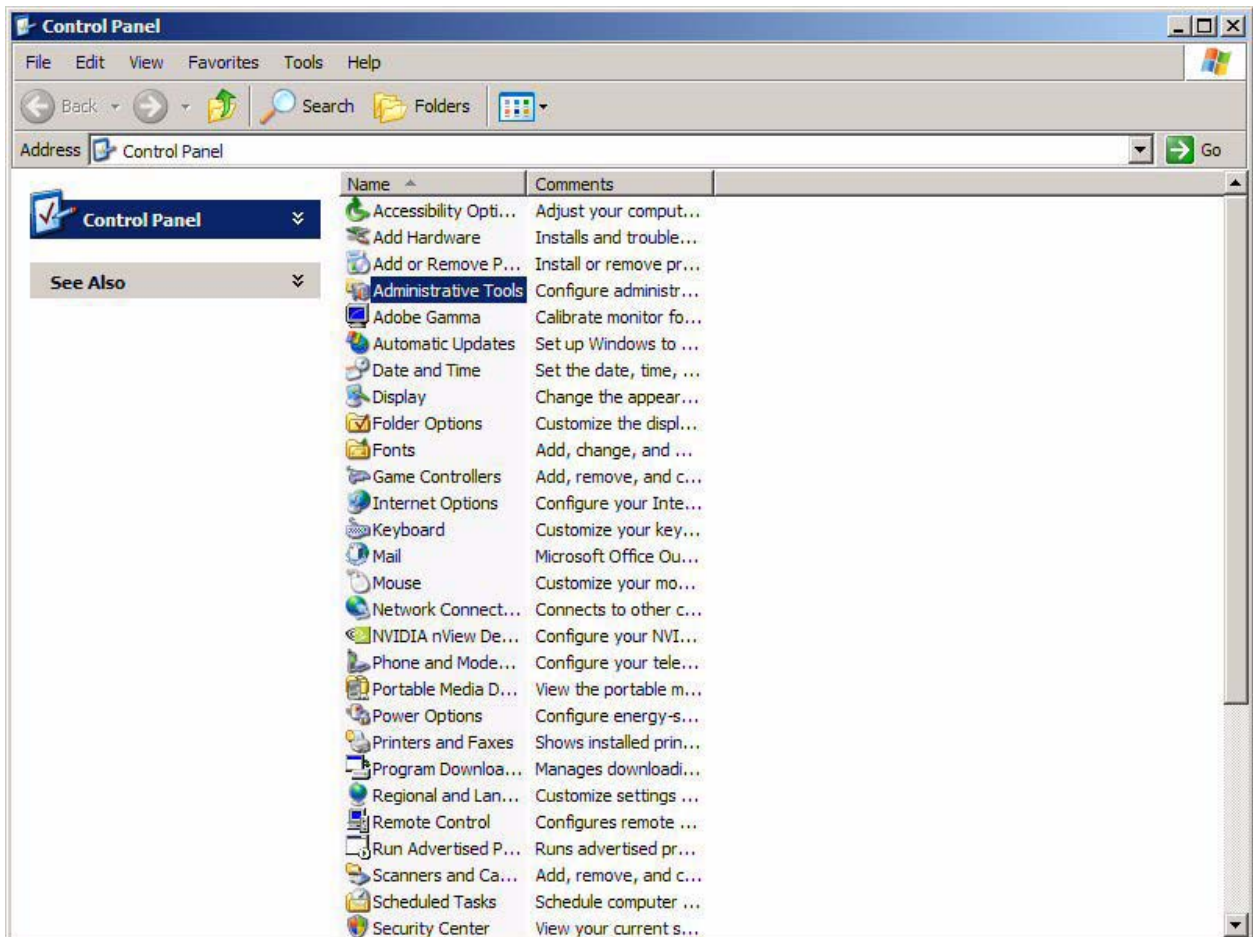 Control Panel
File Edit View Favorites Tools Help
Back Search Folders
Address Control Panel Go
Control Panel
See Also
Name Comments
Accessibility Opti... Adjust your comput...
Add Hardware Installs and trouble...
Add or Remove P... Install or remove pr...
Administrative Tools Configure administr...
Adobe Gamma Calibrate monitor fo...
Automatic Updates Set up Windows to ...
Date and Time Set the date, time, ...
Display Change the appear...
Folder Options Customize the displ...
Fonts Add, change, and ...
Game Controllers Add, remove, and c...
Internet Options Configure your Inte...
Keyboard Customize your key...
Mail Microsoft Office Ou...
Mouse Customize your mo...
Network Connect... Connects to other c...
NVIDIA nView De... Configure your NVI...
Phone and Mode... Configure your tele...
Portable Media D... View the portable m...
Power Options Configure energy-s...
Printers and Faxes Shows installed prin...
Program Downloa... Manages downloadi...
Regional and Lan... Customize settings ...
Remote Control Configures remote ...
Run Advertised P... Runs advertised pr...
Scanners and Ca... Add, remove, and c...
Scheduled Tasks Schedule computer ...
Security Center View your current s...